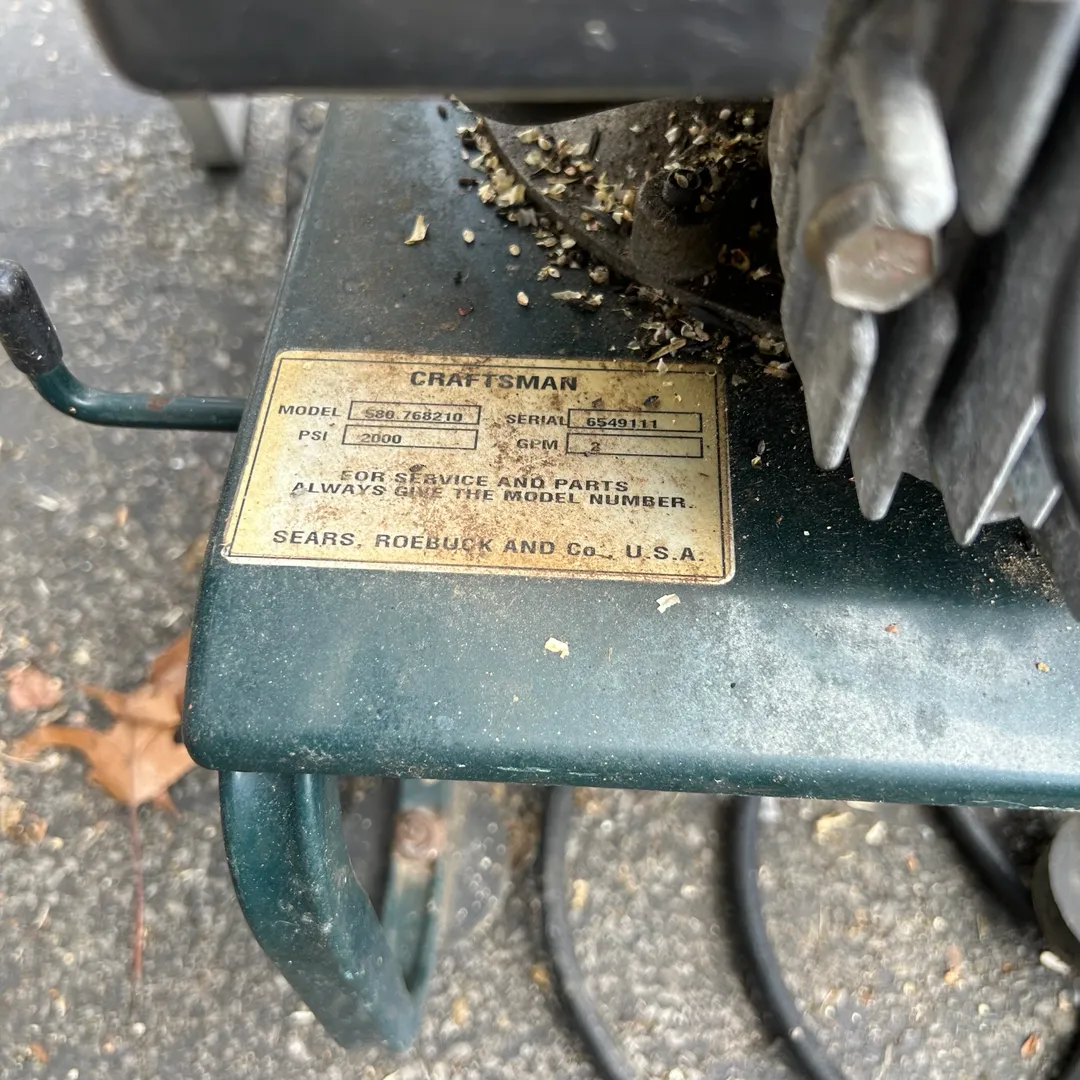 CRAFTSMAN
MODEL 580.768210 SERIAL 6549111
PSI 2000 GPM 2
FOR SERVICE AND PARTS
ALWAYS GIVE THE MODEL NUMBER.
SEARS, ROEBUCK AND Co., U.S.A.